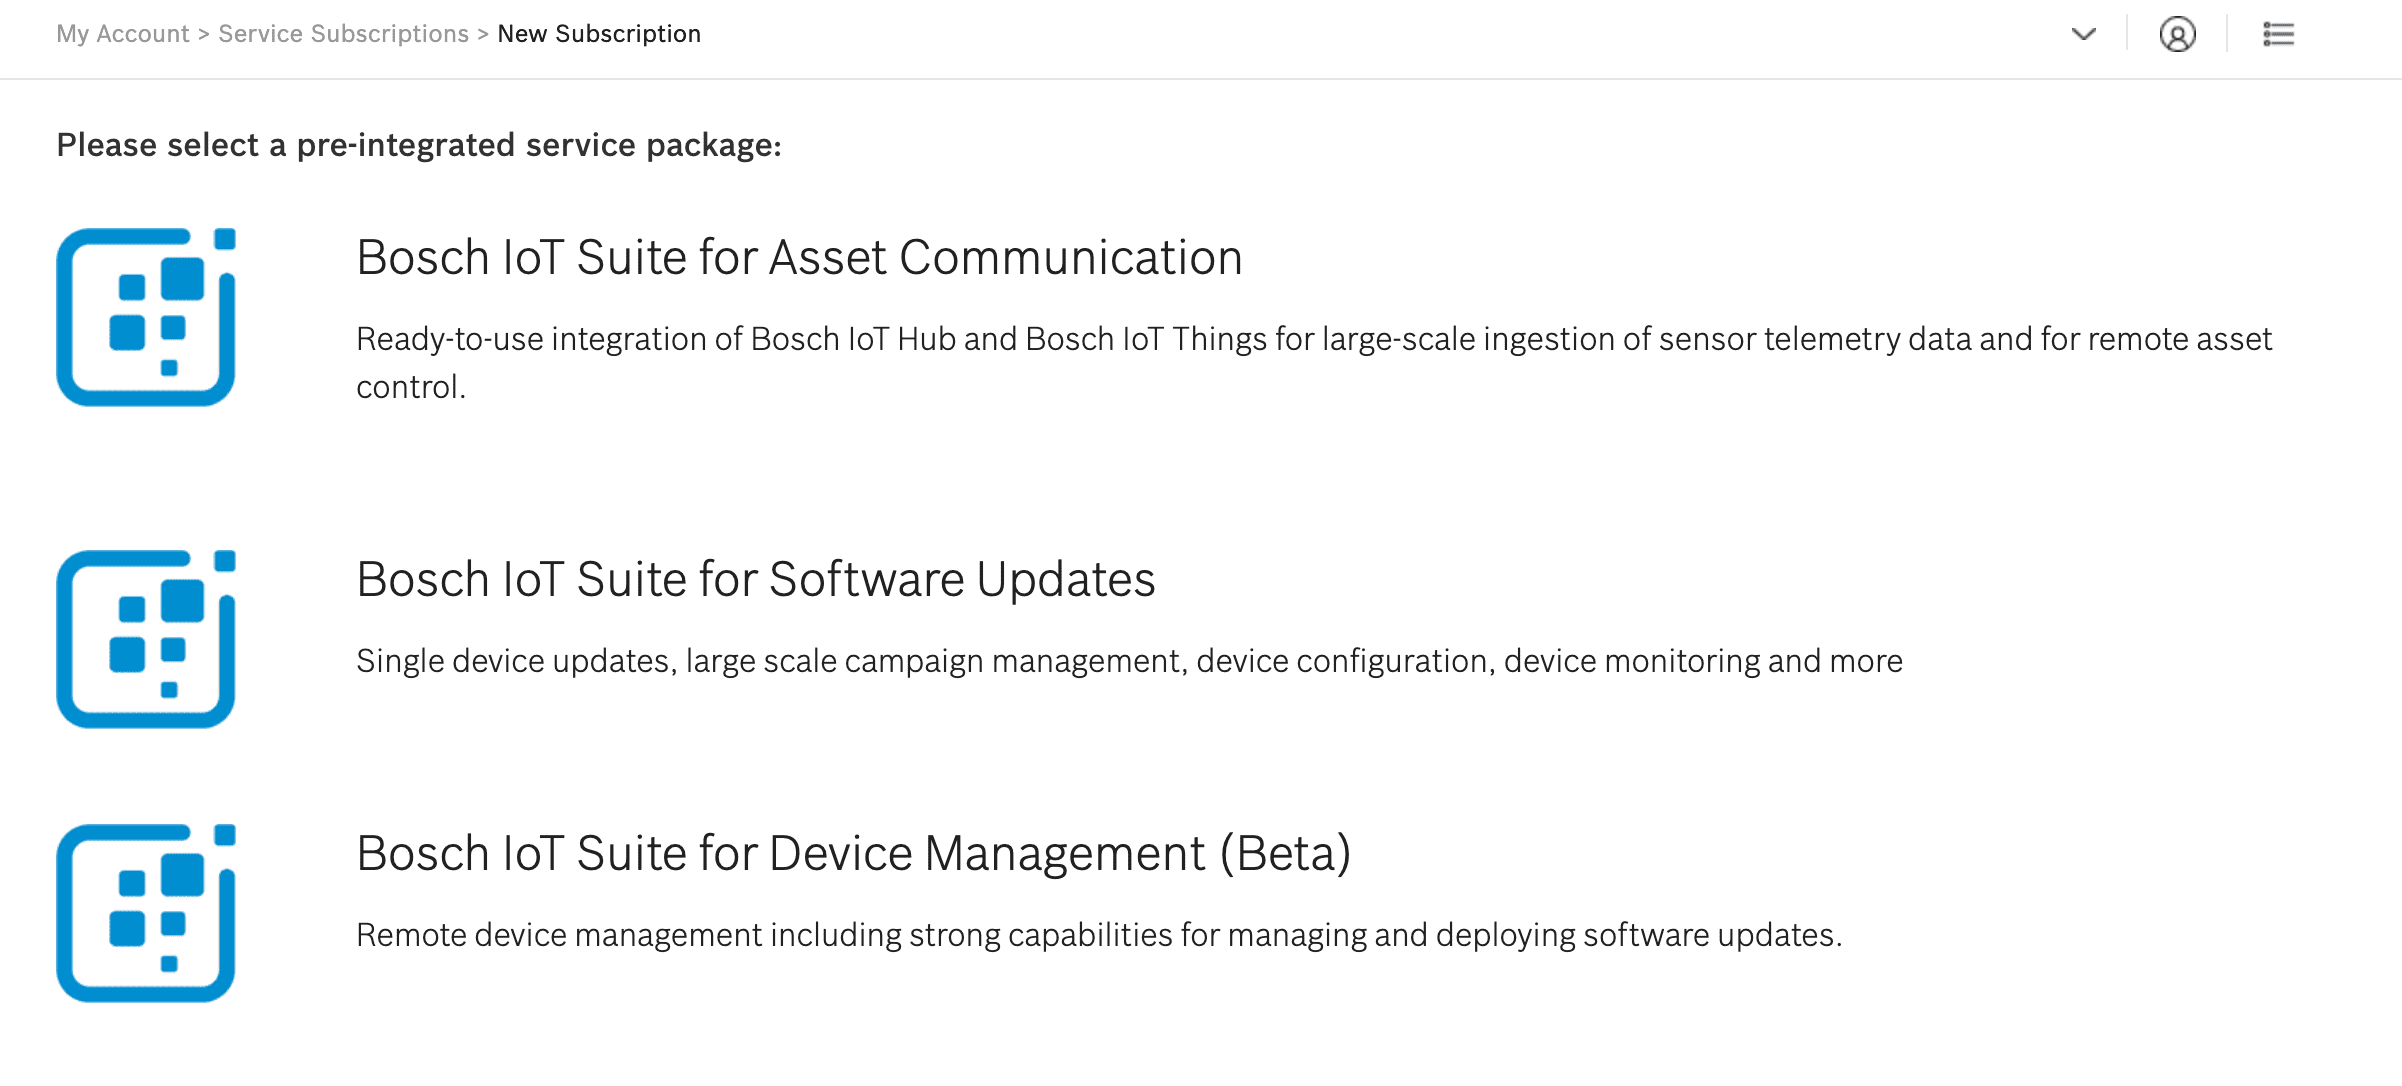 My Account > Service Subscriptions > New Subscription
Please select a pre-integrated service package:
Bosch IoT Suite for Asset Communication
Ready-to-use integration of Bosch IoT Hub and Bosch IoT Things for large-scale ingestion of sensor telemetry data and for remote asset
control.
Bosch IoT Suite for Software Updates
Single device updates, large scale campaign management, device configuration, device monitoring and more
Bosch IoT Suite for Device Management (Beta)
Remote device management including strong capabilities for managing and deploying software updates.